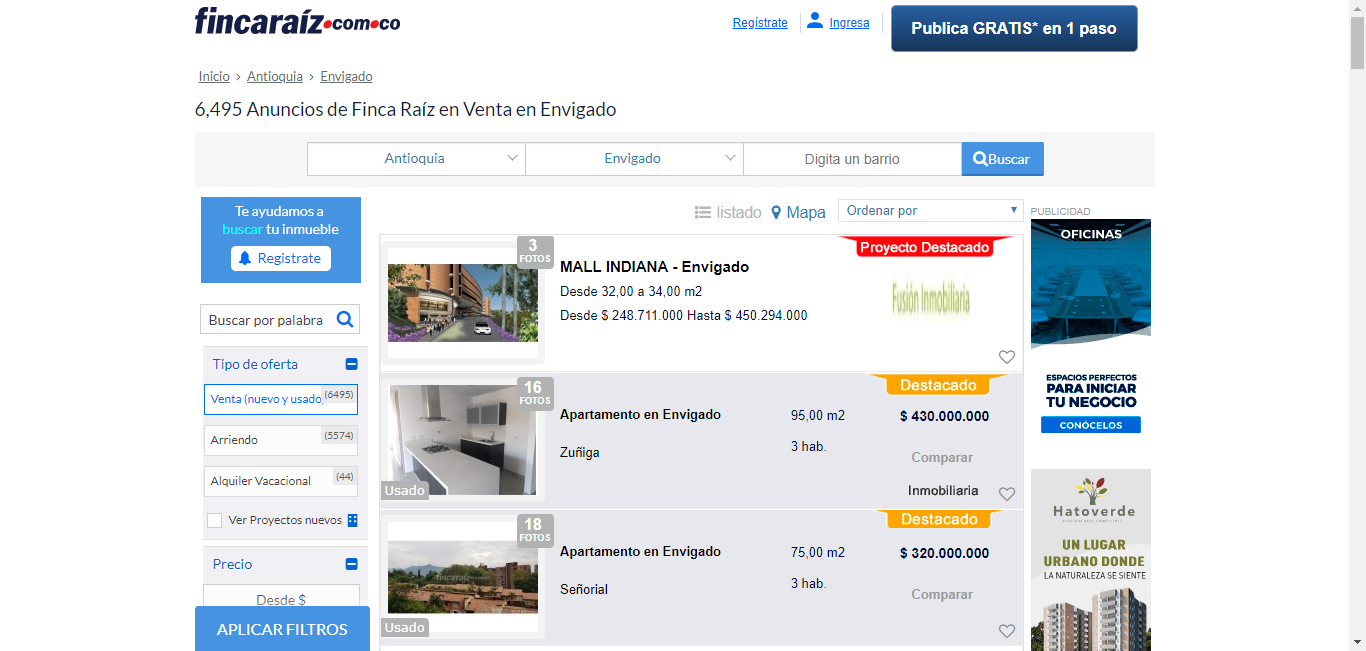 fincaraíz.com.co
Regístrate
Ingresa
Publica GRATIS* en 1 paso
Inicio › Antioquia › Envigado
6,495 Anuncios de Finca Raíz en Venta en Envigado
Antioquia
Envigado
Digita un barrio
Buscar
Te ayudamos a
buscar tu inmueble
Registrate
Buscar por palabra
Tipo de oferta
Venta (nuevo y usado)
(6495)
Arriendo
(5574)
Alquiler Vacacional
(44)
Ver Proyectos nuevos
Precio
Desde $
APLICAR FILTROS
listado
Mapa
Ordenar por
3
FOTOS
Proyecto Destacado
MALL INDIANA - Envigado
Desde 32,00 a 34,00 m2
Desde $ 248.711.000 Hasta $ 450.294.000
Fusión Inmobiliaria
16
FOTOS
Usado
Destacado
Apartamento en Envigado
95,00 m2
$ 430.000.000
Zuñiga
3 hab.
Comparar
Inmobiliaria
18
FOTOS
fincaraíz.com.co
Usado
Destacado
Apartamento en Envigado
75,00 m2
$ 320.000.000
Señorial
3 hab.
Comparar
PUBLICIDAD
OFICINAS
ESPACIOS PERFECTOS
PARA INICIAR
TU NEGOCIO
CONÓCELOS
Hatoverde
UN LUGAR
URBANO DONDE
LA NATURALEZA SE SIENTE